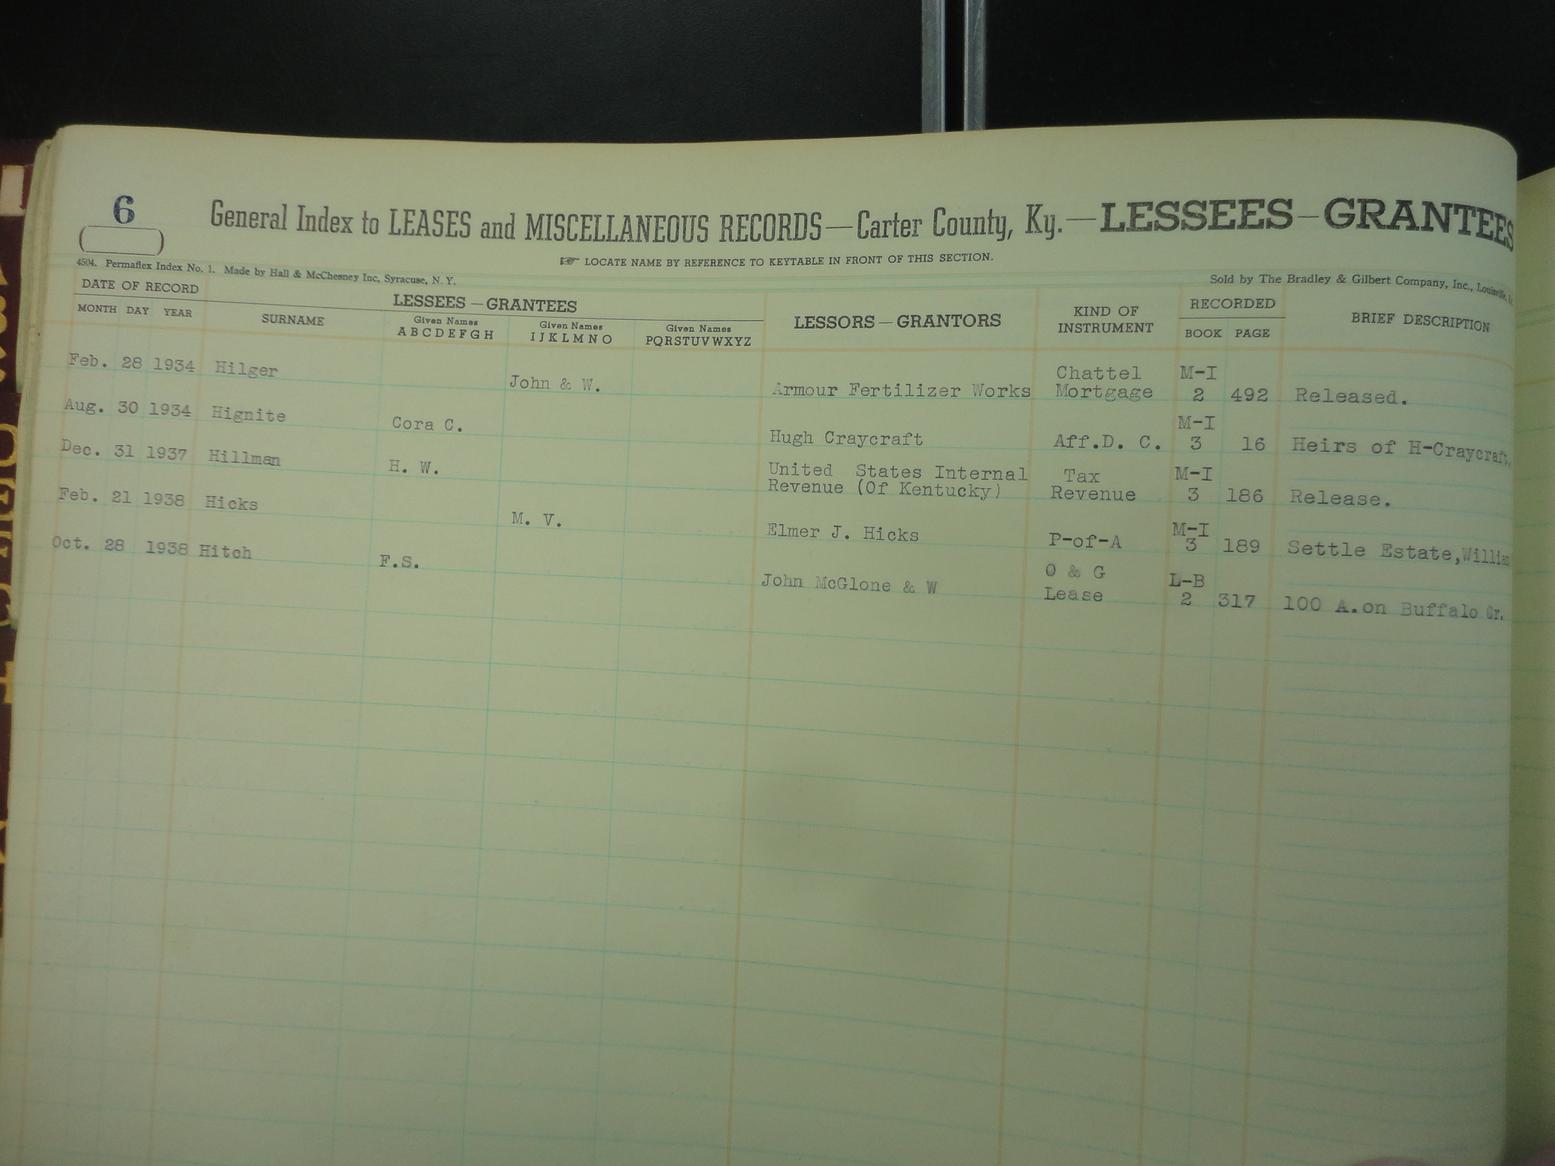 6
General Index to LEASES and MISCELLANEOUS RECORDS—Carter County, Ky.—LESSEES—GRANTEES
LOCATE NAME BY REFERENCE TO KEYTABLE IN FRONT OF THIS SECTION.
4504. Permaflex Index No. 1. Made by Hall & McChesney Inc, Syracuse, N. Y. Sold by The Bradley & Gilbert Company, Inc., Louisville,
DATE OF RECORD LESSEES—GRANTEES LESSORS—GRANTORS KIND OF INSTRUMENT RECORDED BRIEF DESCRIPTION
MONTH DAY YEAR SURNAME Given Names ABCDEFGH Given Names IJKLMNO Given Names PQRSTUVWXYZ BOOK PAGE
Feb. 28 1934 Hilger John & W. Armour Fertilizer Works Chattel Mortgage M-I 2 492 Released.
Aug. 30 1934 Hignite Cora C. Hugh Craycraft Aff.D. C. M-I 3 16 Heirs of H-Craycraft,
Dec. 31 1937 Hillman H. W. United States Internal Revenue (Of Kentucky) Tax Revenue M-I 3 186 Release.
Feb. 21 1938 Hicks M. V. Elmer J. Hicks P-of-A M-I 3 189 Settle Estate,Willia
Oct. 28 1938 Hitch F.S. John McGlone & W O & G Lease L-B 2 317 100 A.on Buffalo Cr.